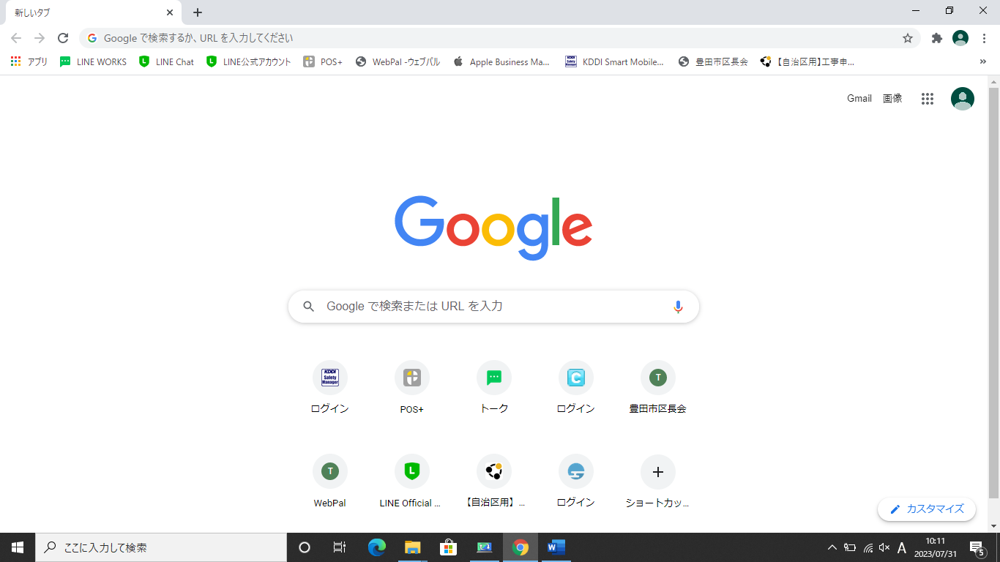 新しいタブ
Google で検索するか、URL を入力してください
アプリ
LINE WORKS
LINE Chat
LINE公式アカウント
POS+
WebPal -ウェブパル
Apple Business Ma...
KDDI Smart Mobile...
豊田市区長会
【自治区用】工事申...
Gmail 画像
Google
Google で検索または URL を入力
KDDI
Safety
Manager
ログイン
POS+
トーク
C
ログイン
T
豊田市区長会
T
WebPal
L
LINE Official ...
【自治区用】 ...
ログイン
ショートカッ...
カスタマイズ
ここに入力して検索
A
10:11
2023/07/31
5